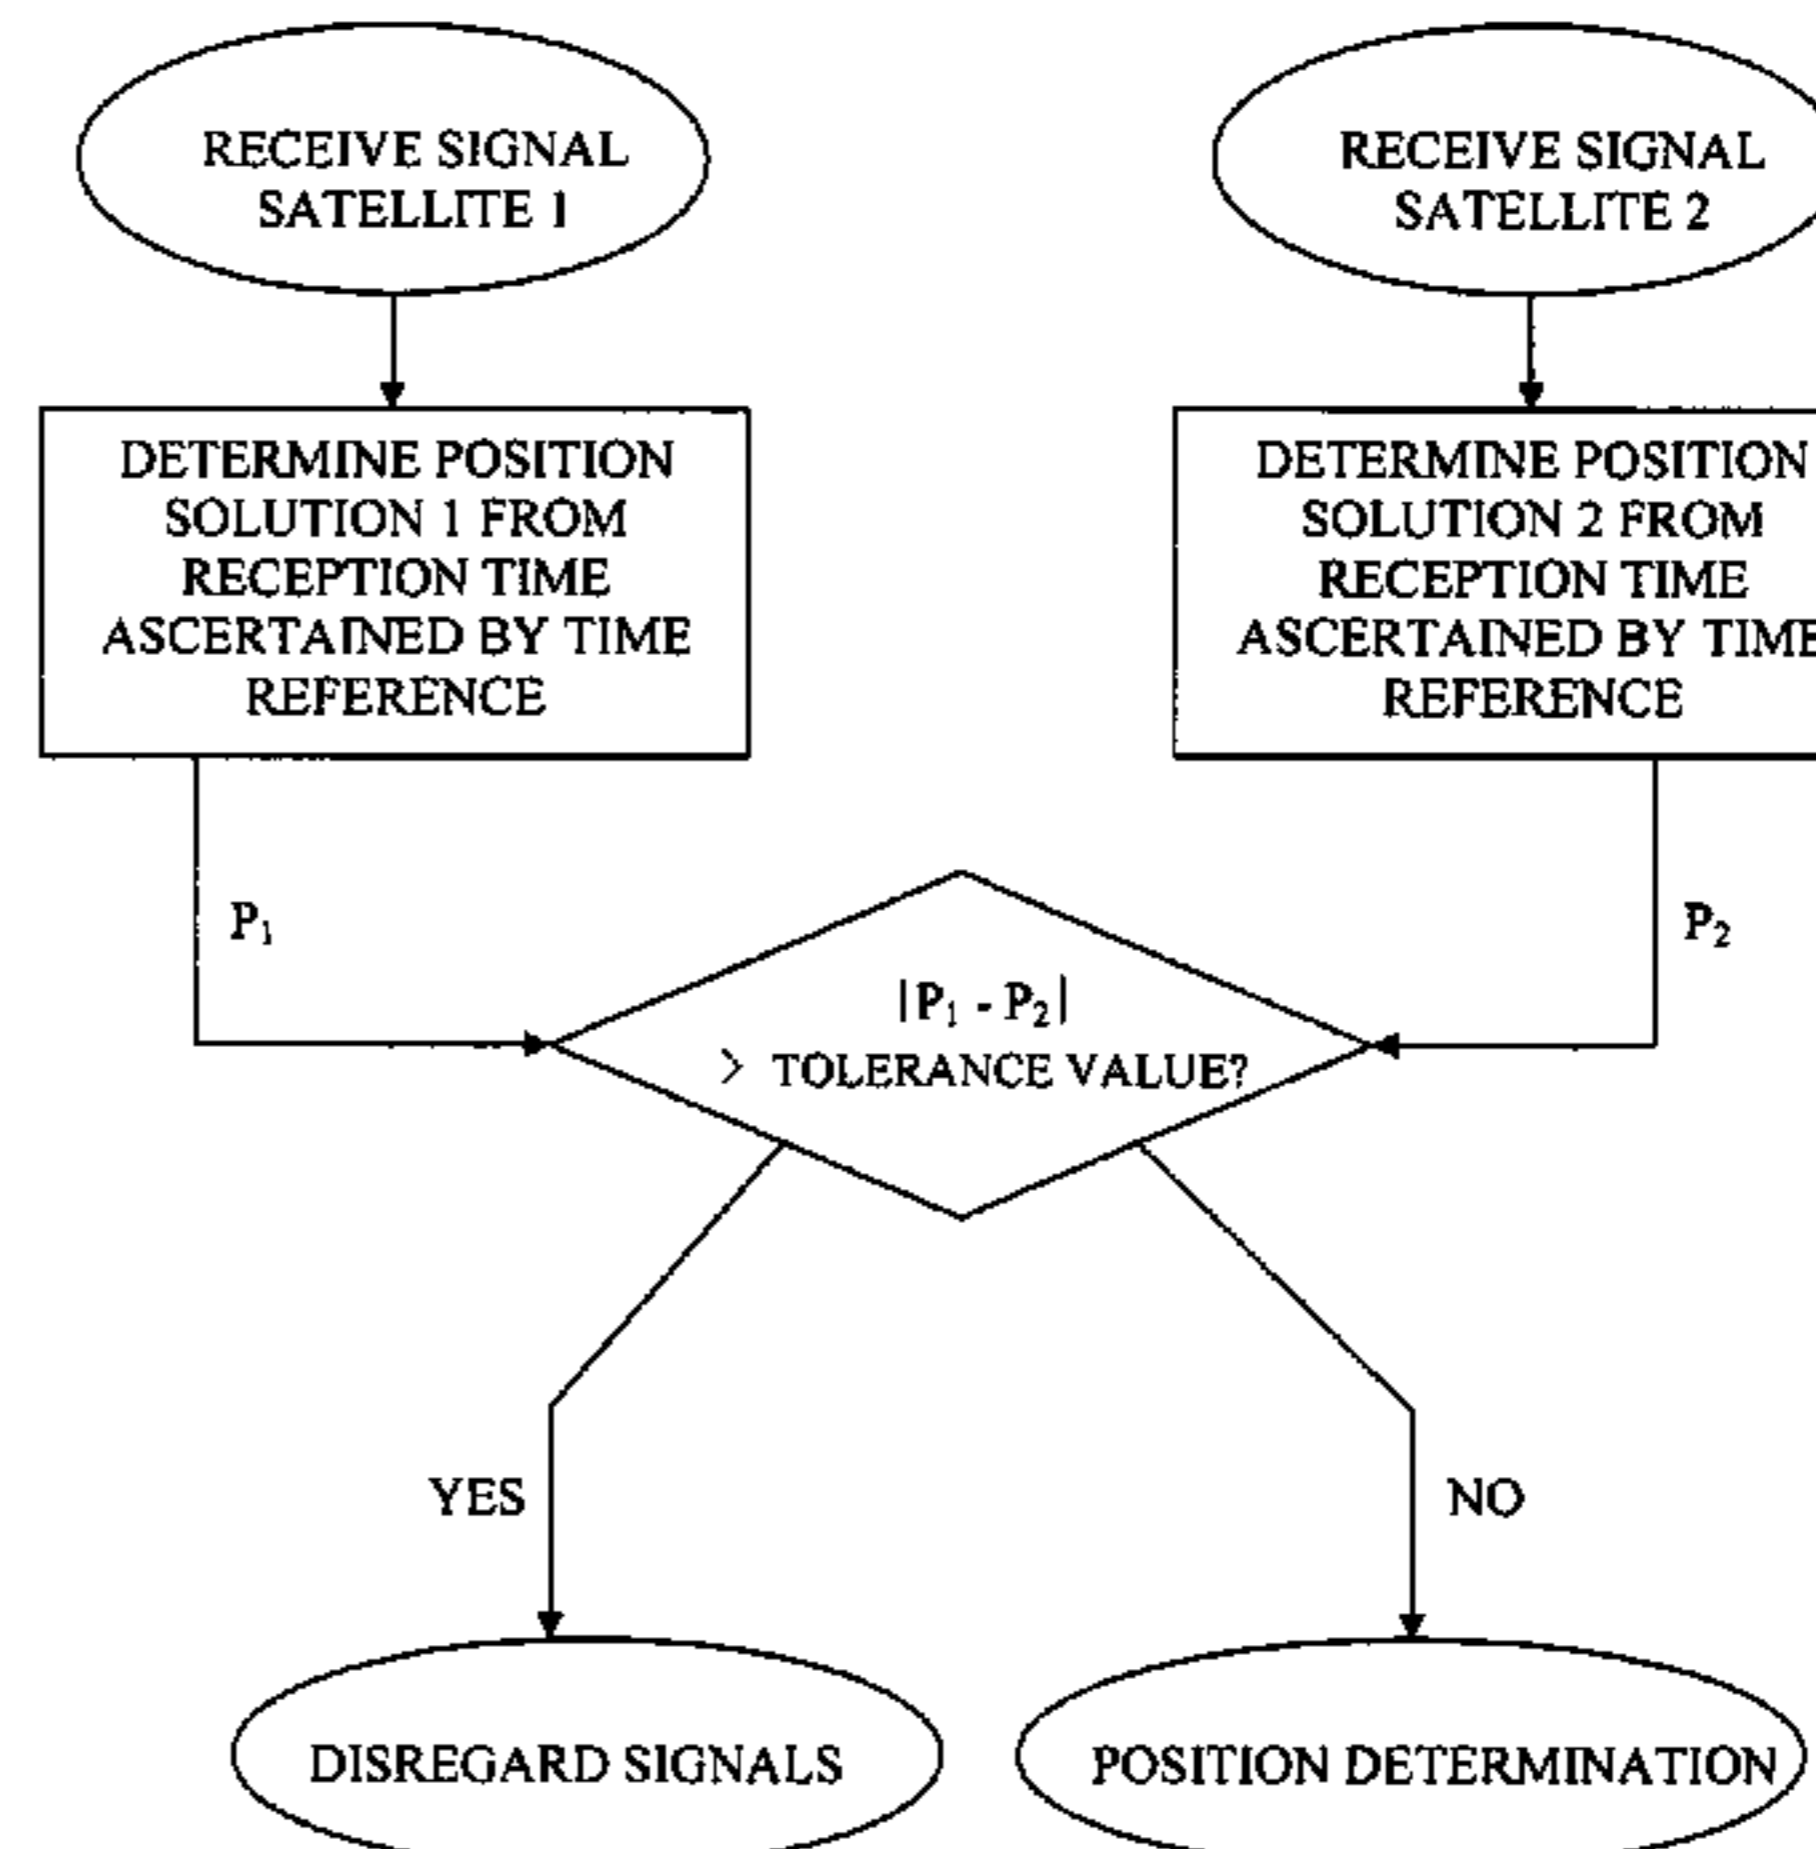 RECEIVE SIGNAL
SATELLITE 1
RECEIVE SIGNAL
SATELLITE 2
DETERMINE POSITION
SOLUTION 1 FROM
RECEPTION TIME
ASCERTAINED BY TIME
REFERENCE
DETERMINE POSITION
SOLUTION 2 FROM
RECEPTION TIME
ASCERTAINED BY TIME
REFERENCE
P₁
P₂
|P₁ - P₂|
> TOLERANCE VALUE?
YES
NO
DISREGARD SIGNALS
POSITION DETERMINATION